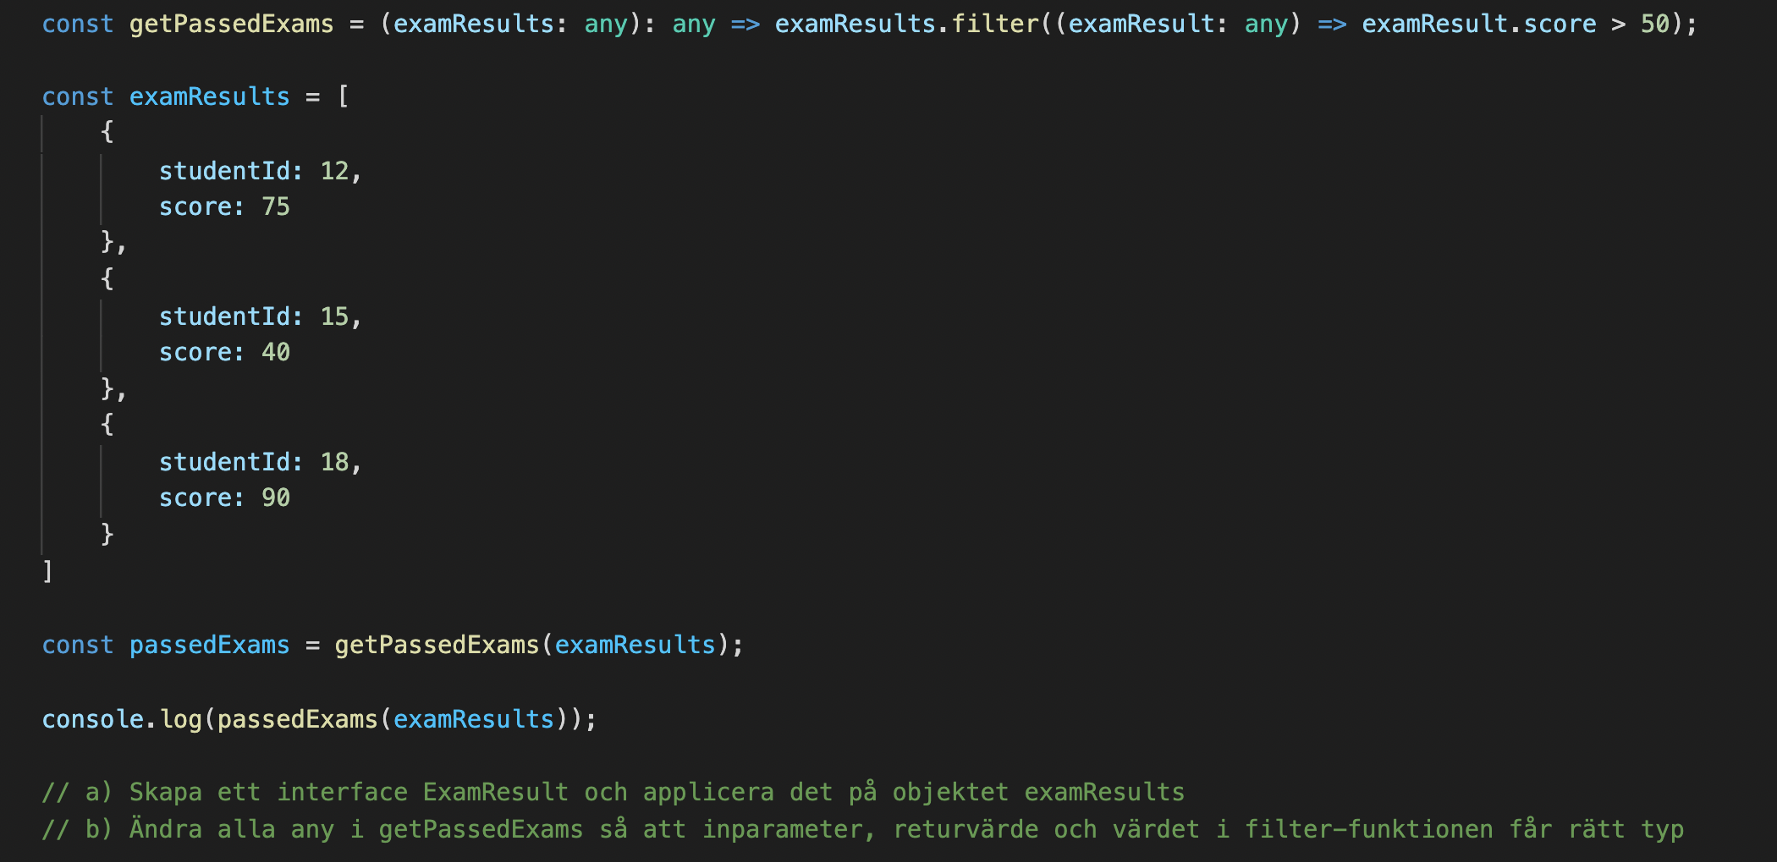 const getPassedExams = (examResults: any): any => examResults.filter((examResult: any) => examResult.score > 50);
const examResults = [
{
studentId: 12,
score: 75
},
{
studentId: 15,
score: 40
},
{
studentId: 18,
score: 90
}
]
const passedExams = getPassedExams(examResults);
console.log(passedExams(examResults));
// a) Skapa ett interface ExamResult och applicera det på objektet examResults
// b) Ändra alla any i getPassedExams så att inparameter, returvärde och värdet i filter-funktionen får rätt typ